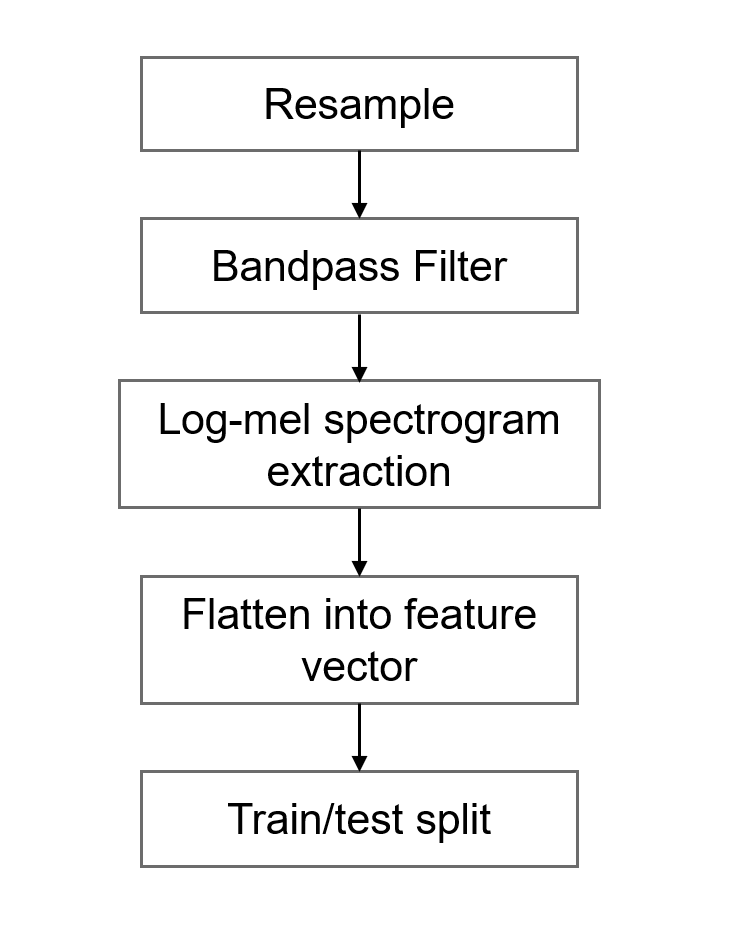 Resample
Bandpass Filter
Log-mel spectrogram
extraction
Flatten into feature
vector
Train/test split